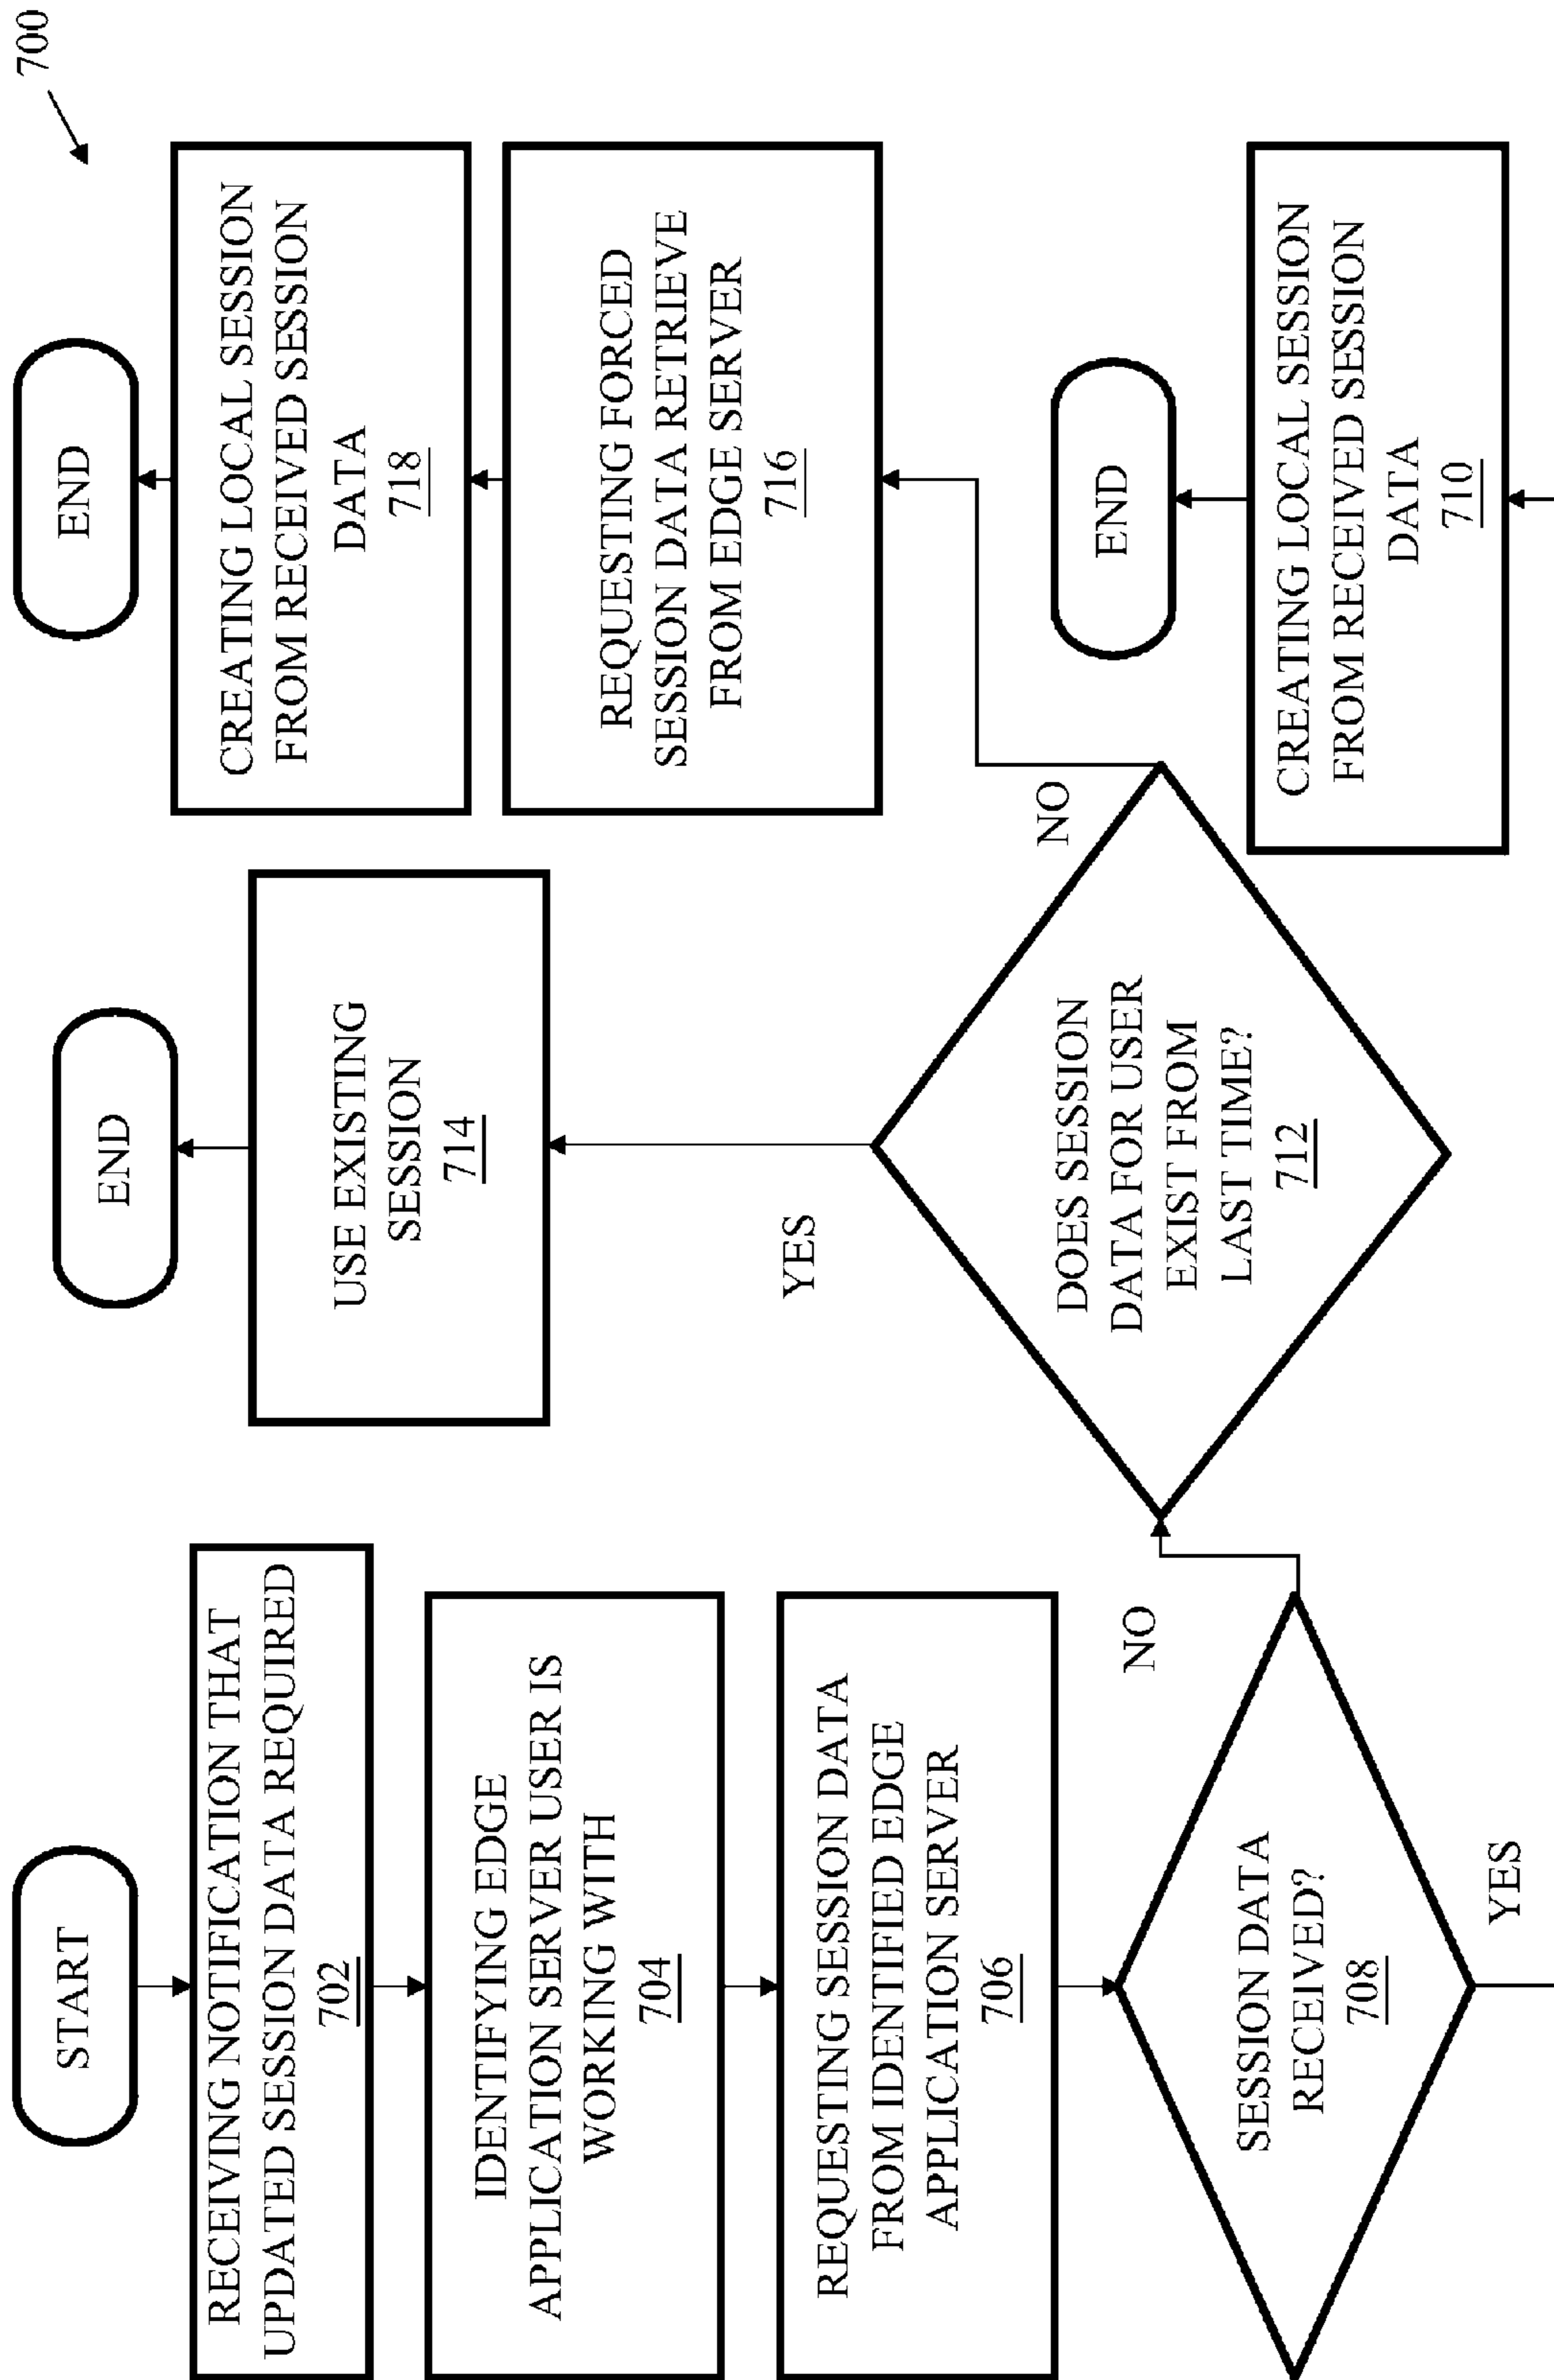 700
START
RECEIVING NOTIFICATION THAT
UPDATED SESSION DATA REQUIRED
702
IDENTIFYING EDGE
APPLICATION SERVER USER IS
WORKING WITH
704
REQUESTING SESSION DATA
FROM IDENTIFIED EDGE
APPLICATION SERVER
706
SESSION DATA
RECEIVED?
708
NO
YES
DOES SESSION
DATA FOR USER
EXIST FROM
LAST TIME?
712
YES
NO
USE EXISTING
SESSION
714
END
REQUESTING FORCED
SESSION DATA RETRIEVE
FROM EDGE SERVER
716
CREATING LOCAL SESSION
FROM RECEIVED SESSION
DATA
718
END
CREATING LOCAL SESSION
FROM RECEIVED SESSION
DATA
710
END